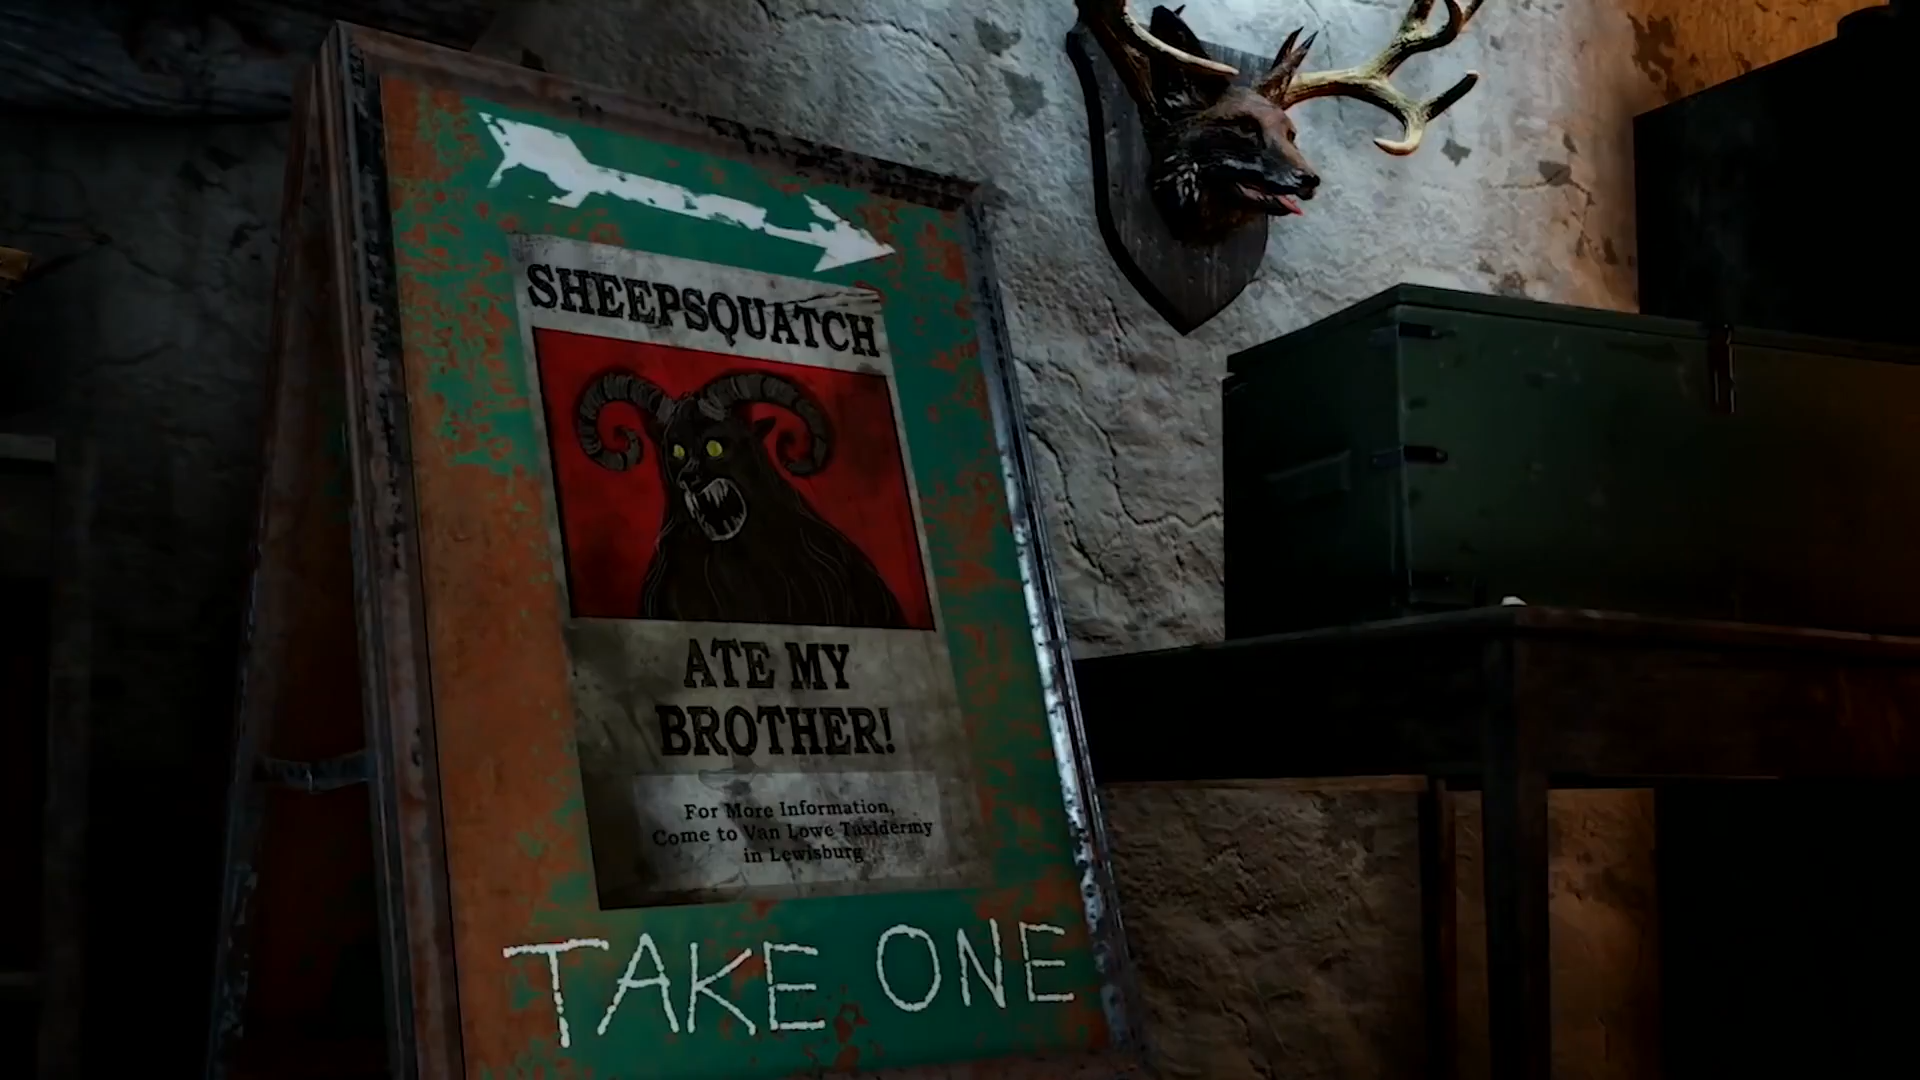 SHEEPSQUATCH
ATE MY
BROTHER!
For More Information,
Come to Van Lowe Taxidermy
in Lewisburg
TAKE ONE